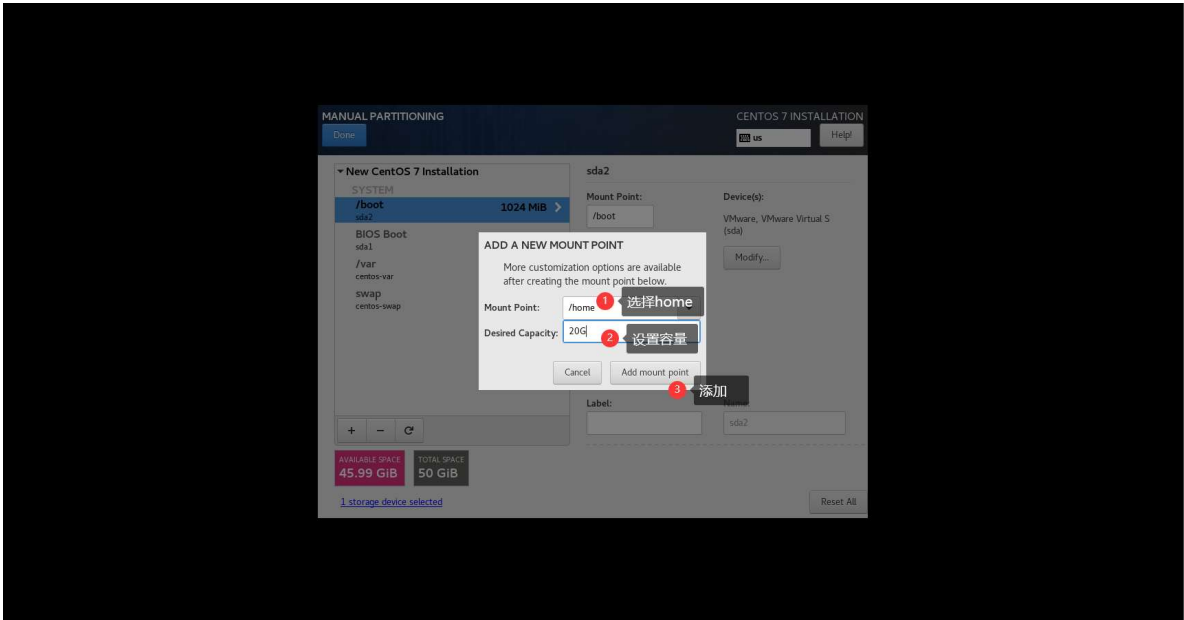 MANUAL PARTITIONING
CENTOS 7 INSTALLATION
Done
us
Help!
New CentOS 7 Installation
SYSTEM
/boot
1024 MiB
sda2
BIOS Boot
sda1
/var
centos-var
swap
centos-swap
sda2
Mount Point:
/boot
Device(s):
VMware, VMware Virtual S
(sda)
Modify...
ADD A NEW MOUNT POINT
More customization options are available
after creating the mount point below.
Mount Point:
/home
1
选择home
Desired Capacity:
20G
2
设置容量
Cancel
Add mount point
3
添加
Label:
Name:
sda2
+ −
AVAILABLE SPACE
45.99 GiB
TOTAL SPACE
50 GiB
1 storage device selected
Reset All